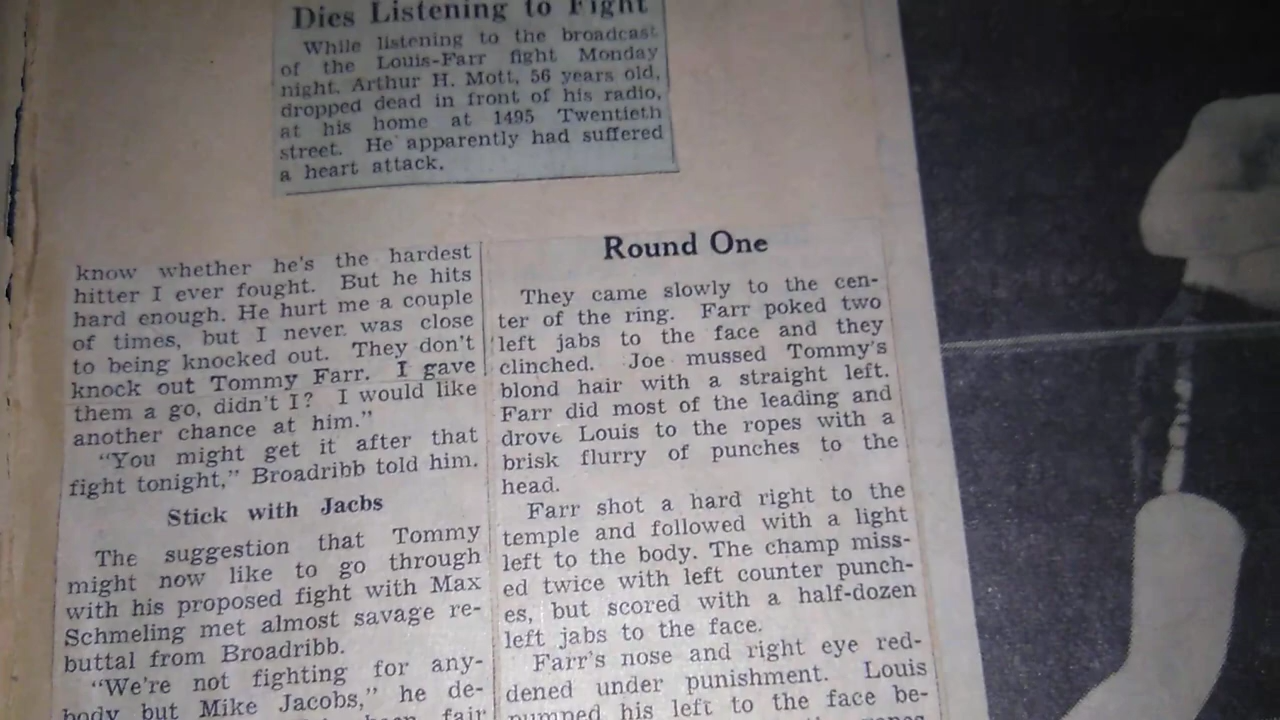 Dies Listening to Fight
While listening to the broadcast
of the Louis-Farr fight Monday
night, Arthur H. Mott, 56 years old,
dropped dead in front of his radio,
at his home at 1495 Twentieth
street. He apparently had suffered
a heart attack.
know whether he's the hardest
hitter I ever fought. But he hits
hard enough. He hurt me a couple
of times, but I never was close
to being knocked out. They don't
knock out Tommy Farr. I gave
them a go, didn't I? I would like
another chance at him."
"You might get it after that
fight tonight," Broadribb told him.
Stick with Jacbs
The suggestion that Tommy
might now like to go through
with his proposed fight with Max
Schmeling met almost savage re-
buttal from Broadribb.
"We're not fighting for any-
body but Mike Jacobs," he de-
fair
Round One
They came slowly to the cen-
ter of the ring. Farr poked two
left jabs to the face and they
clinched. Joe mussed Tommy's
blond hair with a straight left.
Farr did most of the leading and
drove Louis to the ropes with a
brisk flurry of punches to the
head.
Farr shot a hard right to the
temple and followed with a light
left to the body. The champ miss-
ed twice with left counter punch-
es, but scored with a half-dozen
left jabs to the face.
Farr's nose and right eye red-
dened under punishment. Louis
pumped his left to the face be-